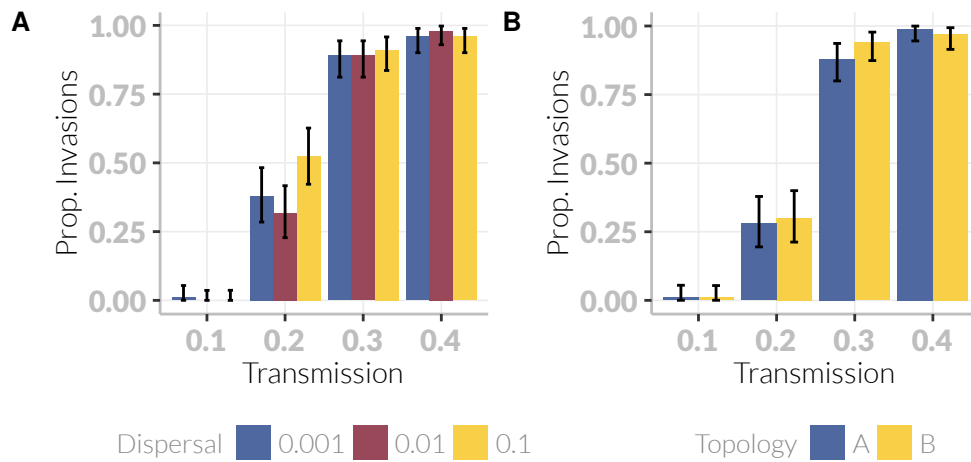 A
Prop. Invasions
1.00
0.75
0.50
0.25
0.00
0.1 0.2 0.3 0.4
Transmission
Dispersal 0.001 0.01 0.1
B
Prop. Invasions
1.00
0.75
0.50
0.25
0.00
0.1 0.2 0.3 0.4
Transmission
Topology A B